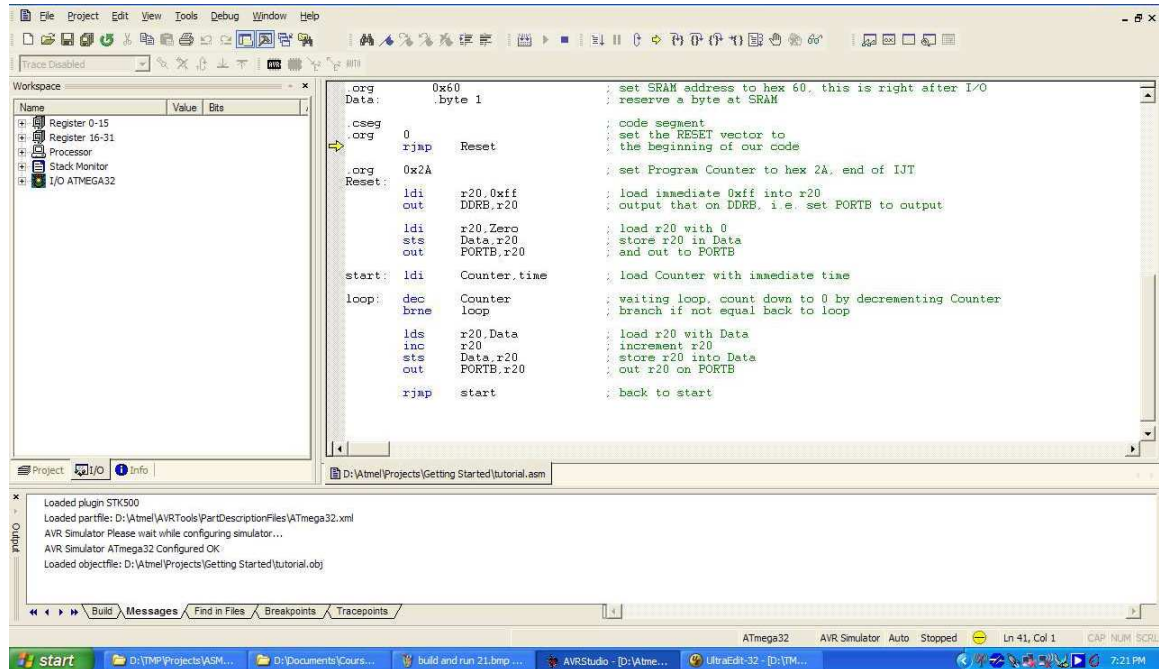 File Project Edit View Tools Debug Window Help
Trace Disabled
Workspace
Name Value Bits
Register 0-15
Register 16-31
Processor
Stack Monitor
I/O ATMEGA32
.org 0x60 ; set SRAM address to hex 60, this is right after I/O
Data: .byte 1 ; reserve a byte at SRAM
.cseg ; code segment
.org 0 ; set the RESET vector to
rjmp Reset ; the beginning of our code
.org 0x2A ; set Program Counter to hex 2A, end of IJT
Reset:
ldi r20,0xff ; load immediate 0xff into r20
out DDRB,r20 ; output that on DDRB, i.e. set PORTB to output
ldi r20,Zero ; load r20 with 0
sts Data,r20 ; store r20 in Data
out PORTB,r20 ; and out to PORTB
start: ldi Counter,time ; load Counter with immediate time
loop: dec Counter ; waiting loop, count down to 0 by decrementing Counter
brne loop ; branch if not equal back to loop
lds r20,Data ; load r20 with Data
inc r20 ; increment r20
sts Data,r20 ; store r20 into Data
out PORTB,r20 ; out r20 on PORTB
rjmp start ; back to start
Project I/O Info
D:\Atmel\Projects\Getting Started\tutorial.asm
Output
Loaded plugin STK500
Loaded partfile: D:\Atmel\AVRTools\PartDescriptionFiles\ATmega32.xml
AVR Simulator Please wait while configuring simulator...
AVR Simulator ATmega32 Configured OK
Loaded objectfile: D:\Atmel\Projects\Getting Started\tutorial.obj
Build Messages Find in Files Breakpoints Tracepoints
ATmega32 AVR Simulator Auto Stopped Ln 41, Col 1 CAP NUM SCRL
start D:\TMP\Projects\ASM... D:\Documents\Cours... build and run 21.bmp ... AVRStudio - [D:\Atme... UltraEdit-32 - [D:\TM... 7:21 PM